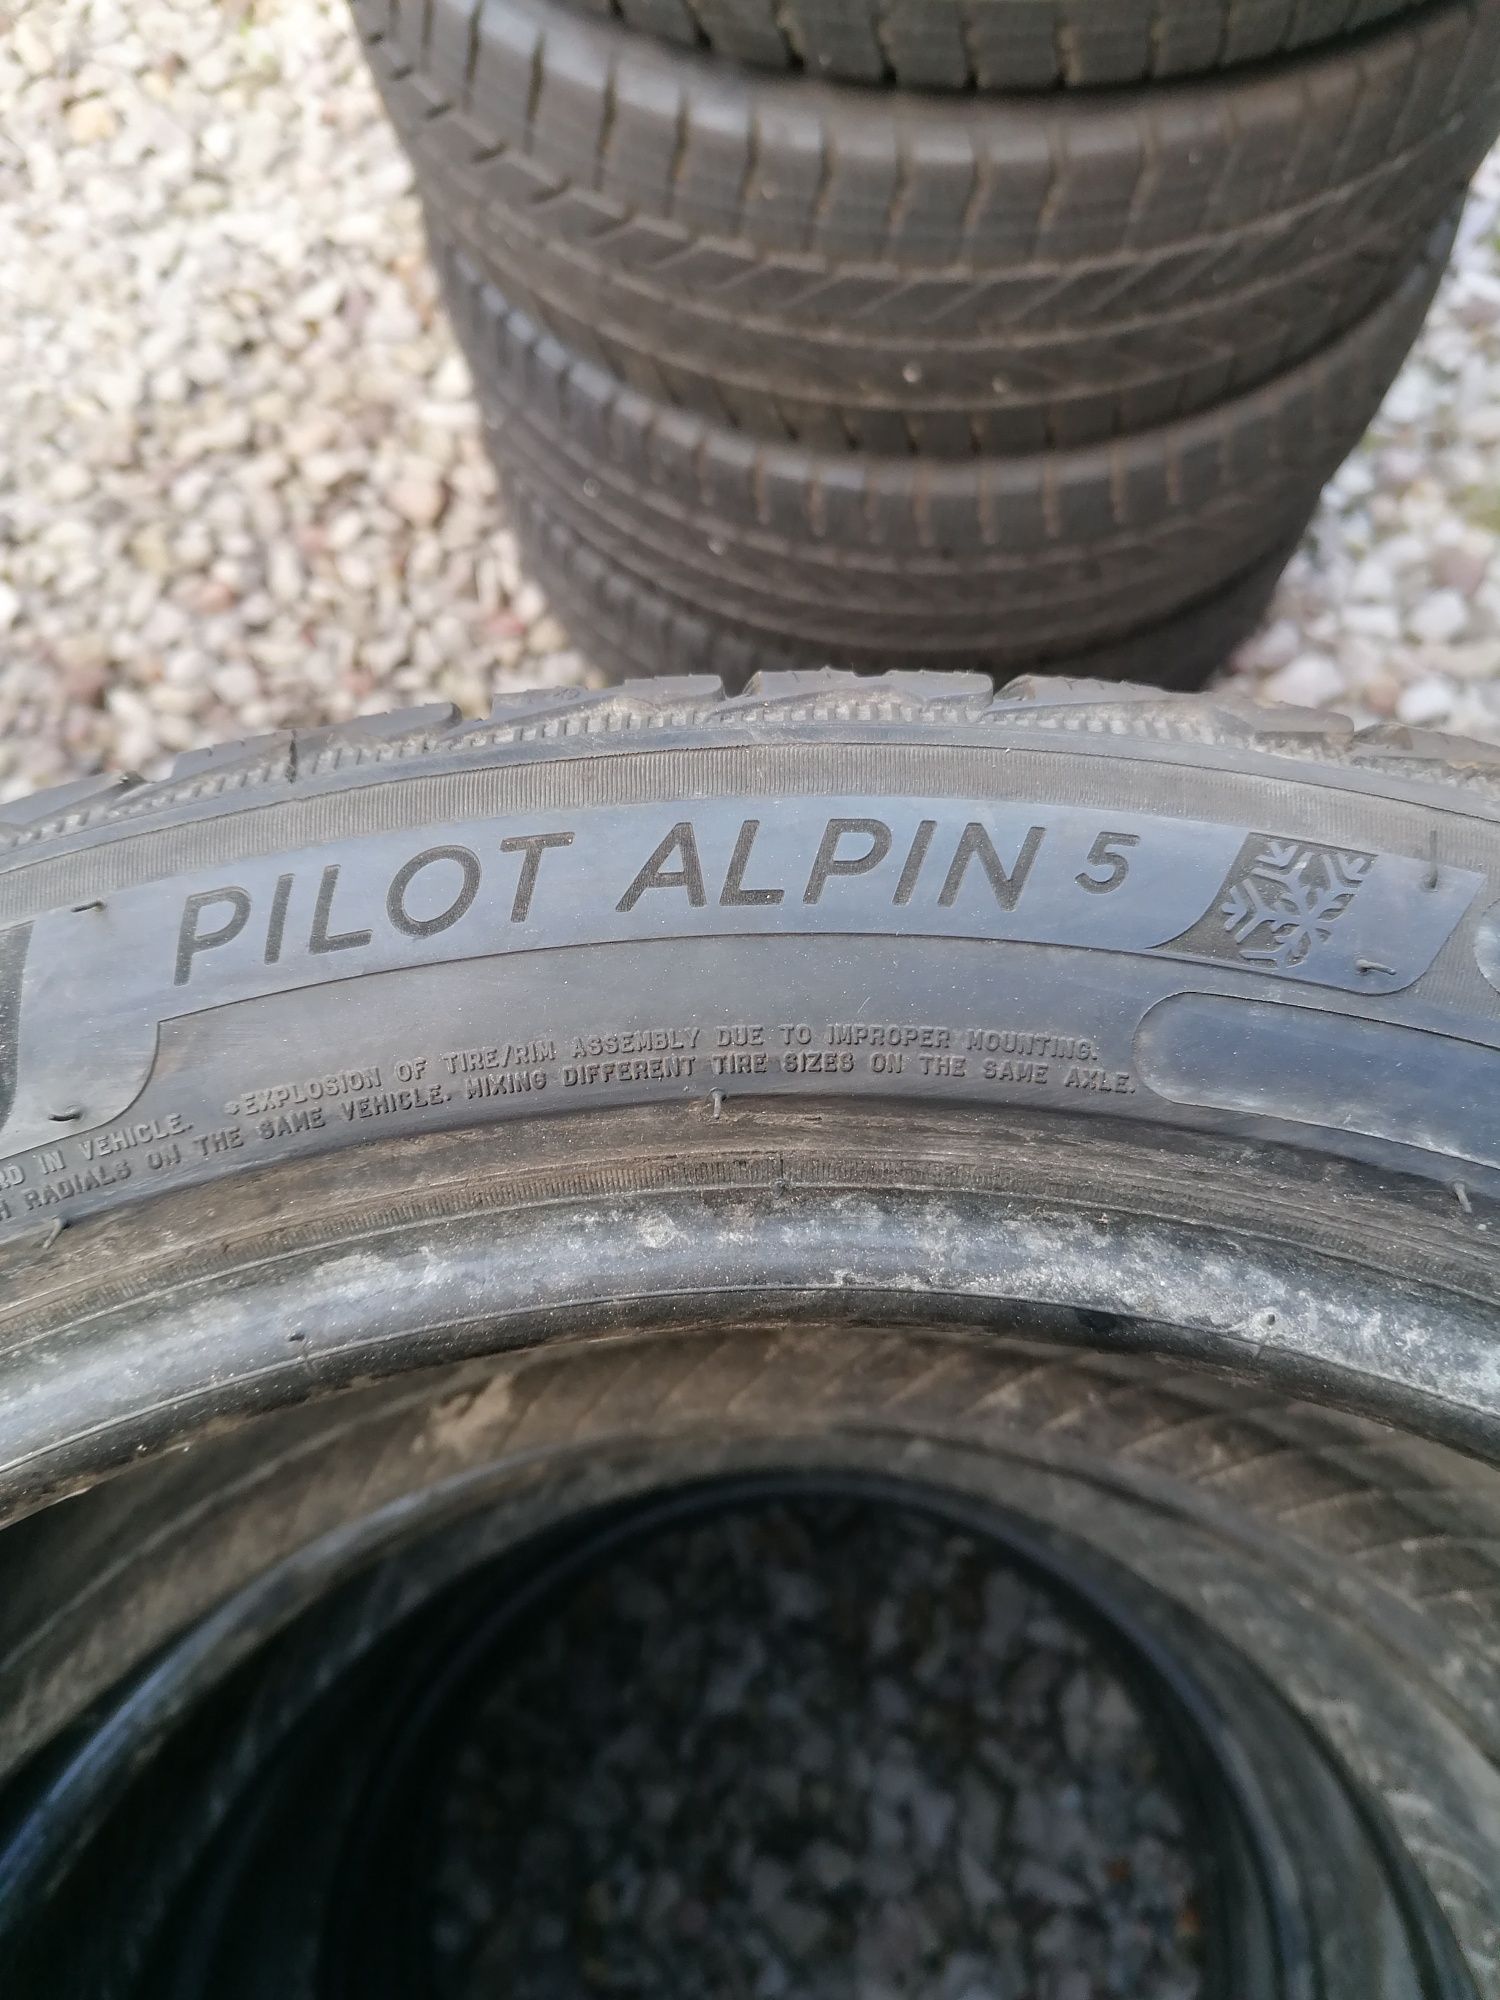 PILOT ALPIN 5
RD IN VEHICLE. *EXPLOSION OF TIRE/RIM ASSEMBLY DUE TO IMPROPER MOUNTING.
H RADIALS ON THE SAME VEHICLE. MIXING DIFFERENT TIRE SIZES ON THE SAME AXLE.